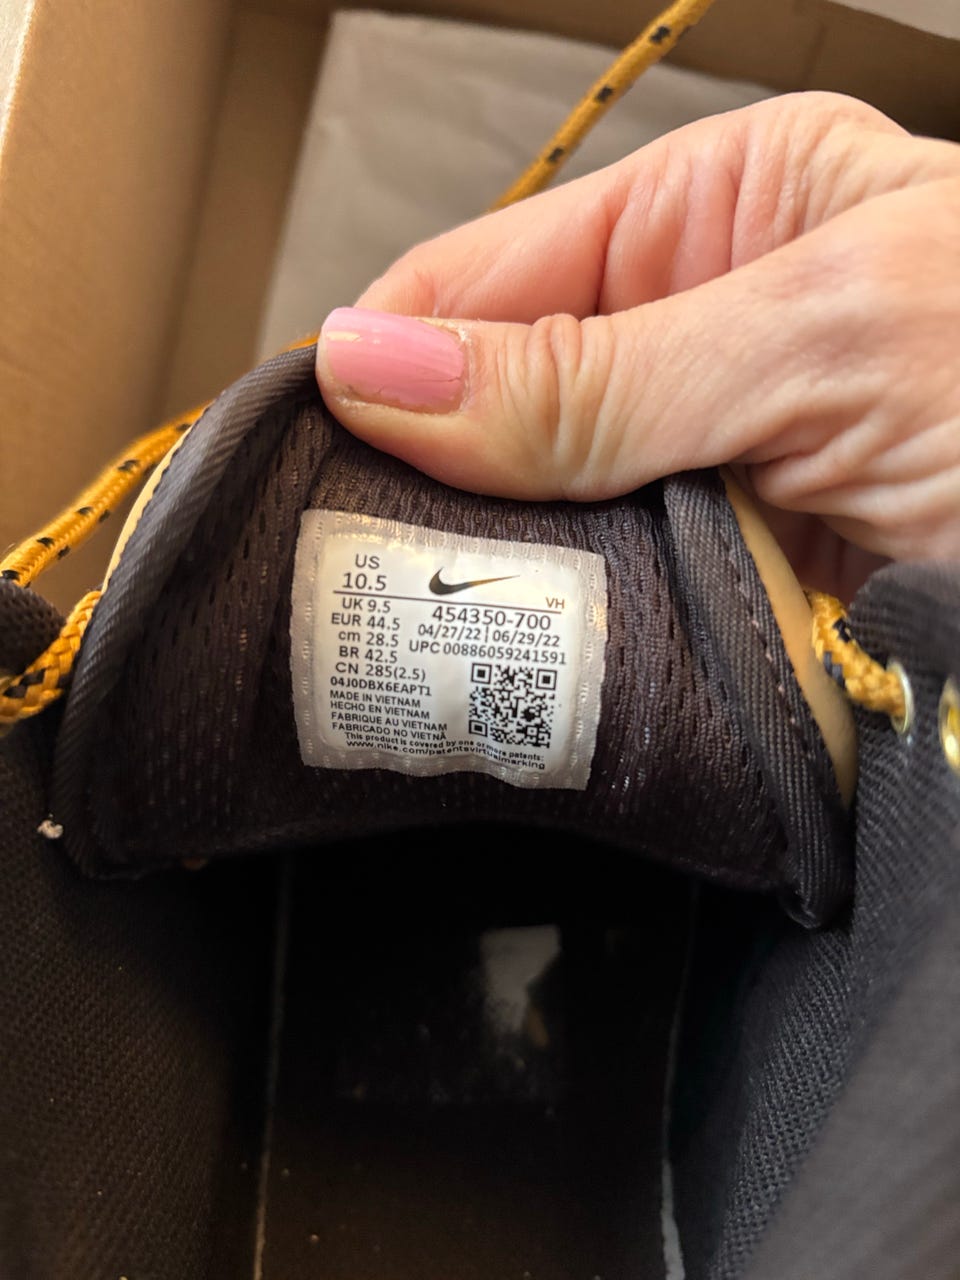 US
10.5
VH
UK 9.5
454350-700
EUR 44.5
04/27/22 | 06/29/22
cm 28.5
UPC 00886059241591
BR 42.5
CN 285(2.5)
04J0DBX6EAPT1
MADE IN VIETNAM
HECHO EN VIETNAM
FABRIQUE AU VIETNAM
FABRICADO NO VIETNÃ
This product is covered by one or more patents:
www.nike.com/patentsvirtualmarking